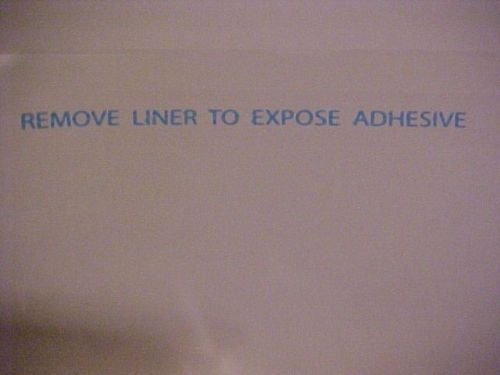 REMOVE LINER TO EXPOSE ADHESIVE